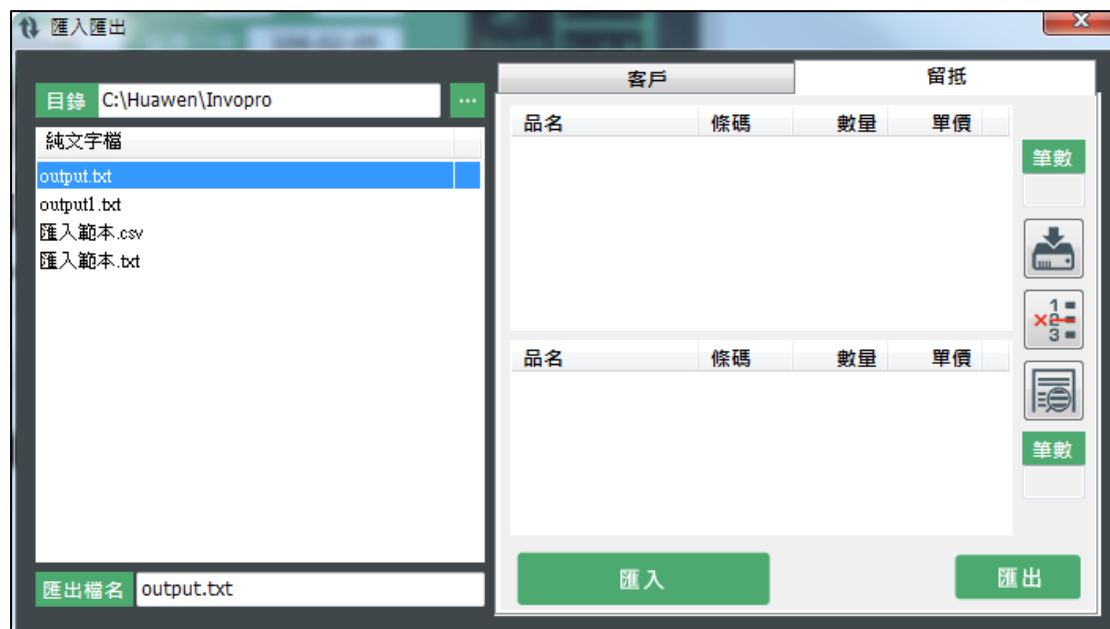 匯入匯出
目錄 C:\Huawen\Invopro ...
純文字檔
output.txt
output1.txt
匯入範本.csv
匯入範本.txt
匯出檔名 output.txt
客戶 留抵
品名 條碼 數量 單價
筆數
1
2
3
品名 條碼 數量 單價
筆數
匯入 匯出